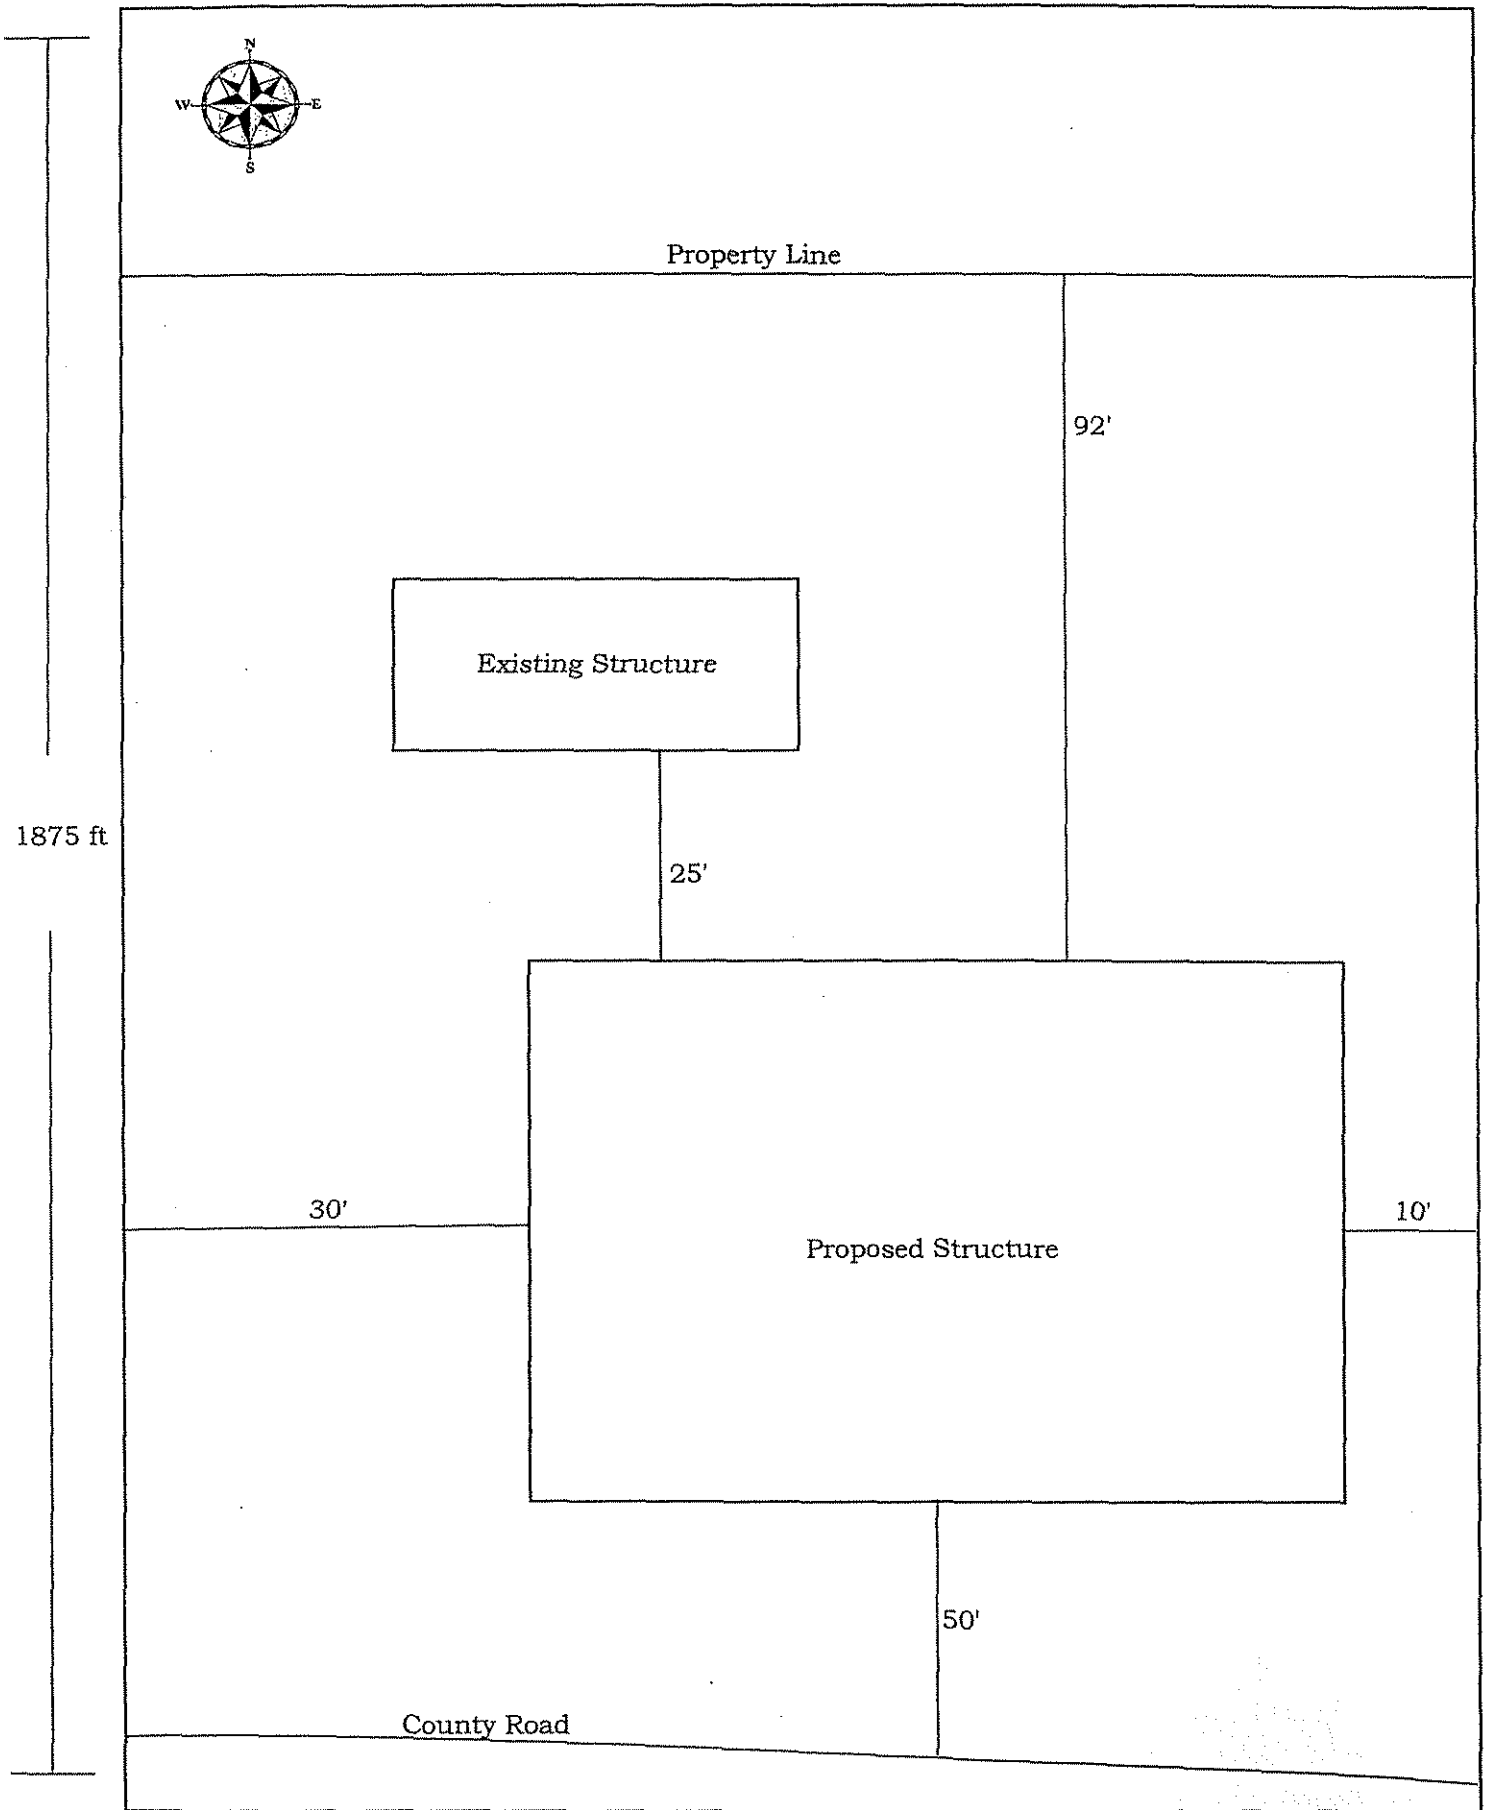 N
W E
S
Property Line
92'
Existing Structure
1875 ft
25'
30'
10'
Proposed Structure
50'
County Road